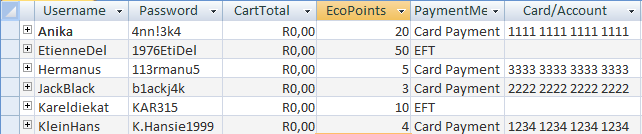 Username Password CartTotal EcoPoints PaymentMe Card/Account
Anika 4nn!3k4 R0,00 20 Card Payment 1111 1111 1111 1111
EtienneDel 1976EtiDel R0,00 50 EFT
Hermanus 113rmanu5 R0,00 5 Card Payment 3333 3333 3333 3333
JackBlack b1ackj4k R0,00 3 Card Payment 2222 2222 2222 2222
Kareldiekat KAR315 R0,00 10 EFT
KleinHans K.Hansie1999 R0,00 4 Card Payment 1234 1234 1234 1234